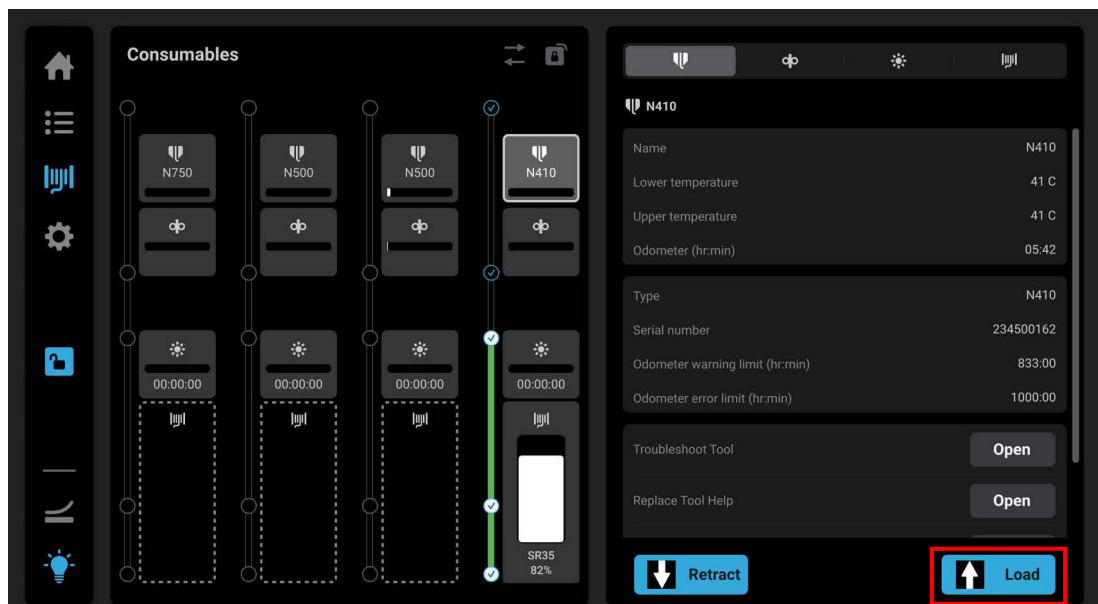 Consumables
N750
N500
N500
N410
00:00:00
00:00:00
00:00:00
00:00:00
SR35
82%
N410
Name N410
Lower temperature 41 C
Upper temperature 41 C
Odometer (hr:min) 05:42
Type N410
Serial number 234500162
Odometer warning limit (hr:min) 833:00
Odometer error limit (hr:min) 1000:00
Troubleshoot Tool Open
Replace Tool Help Open
Retract
Load